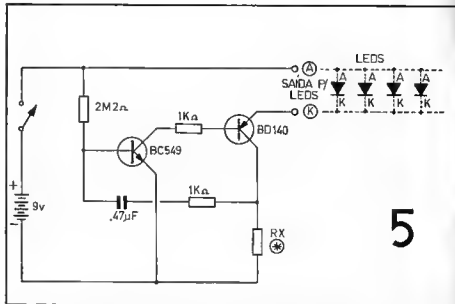 LEDS
A
SAÍDA P/
LEDS
K
A A A A
K K K K
2M2Ω
1KΩ
BD140
BC549
1KΩ
.47µF
+
9v
-
RX
5